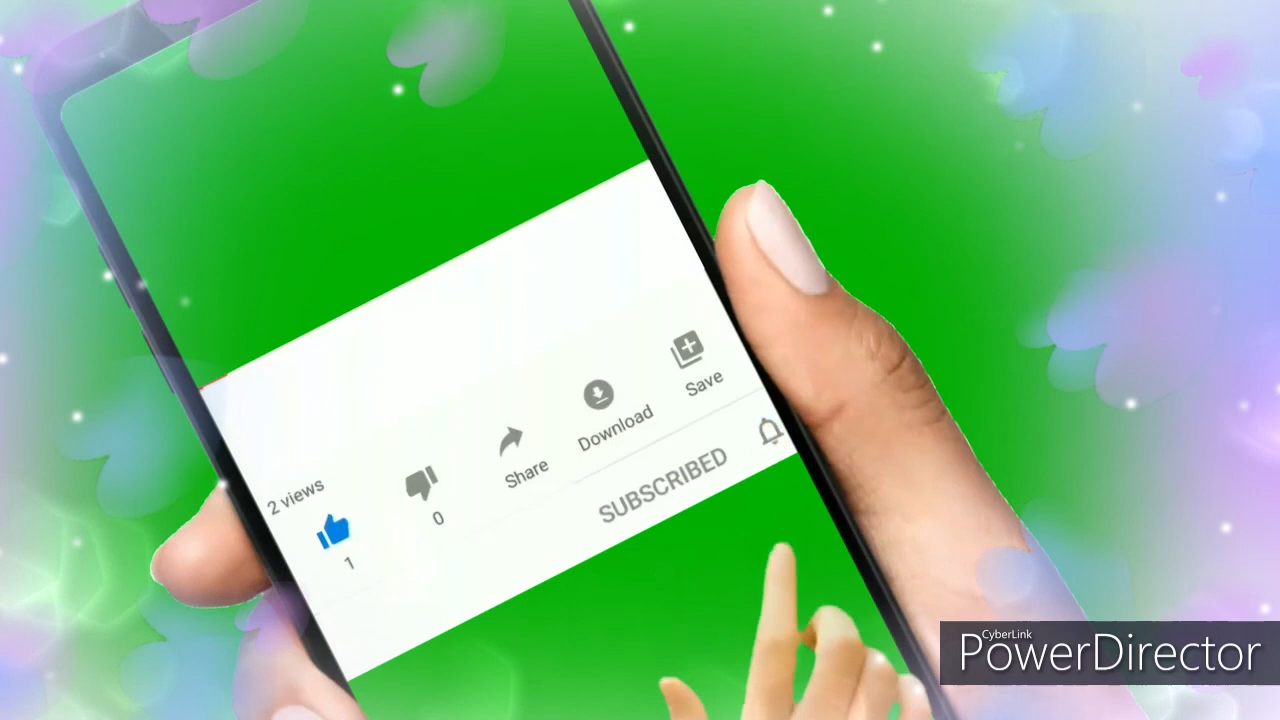 2 views
1
0
Share
Download
Save
SUBSCRIBED
CyberLink
PowerDirector